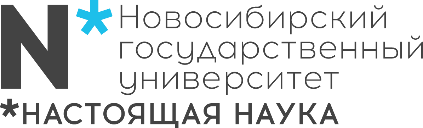 N* Новосибирский
государственный
университет
*НАСТОЯЩАЯ НАУКА